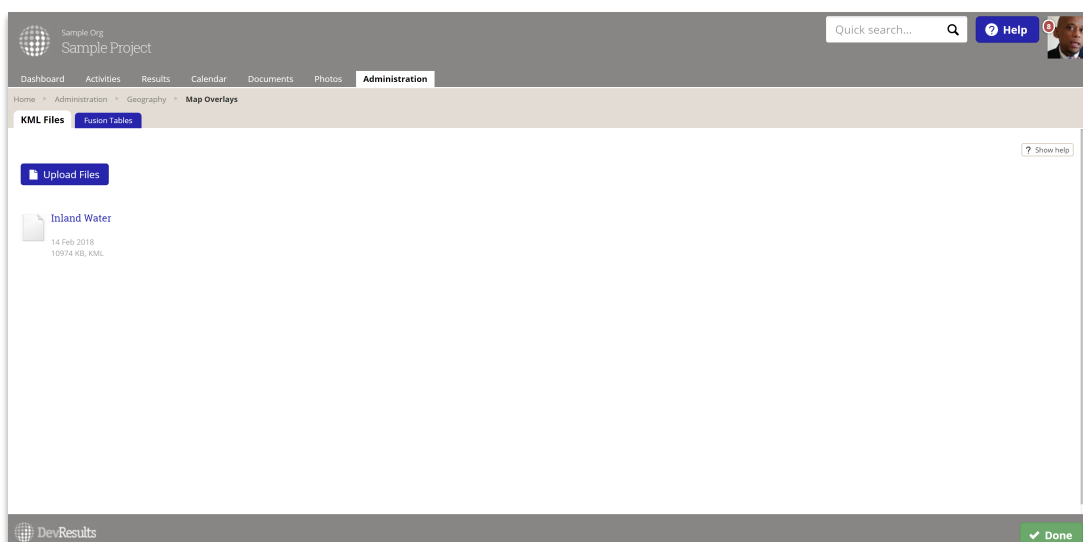 Sample Org
Sample Project
Quick search...
? Help
8
Dashboard Activities Results Calendar Documents Photos Administration
Home Administration Geography Map Overlays
KML Files Fusion Tables
? Show help
Upload Files
Inland Water
14 Feb 2018
10974 KB, KML
DevResults
Done